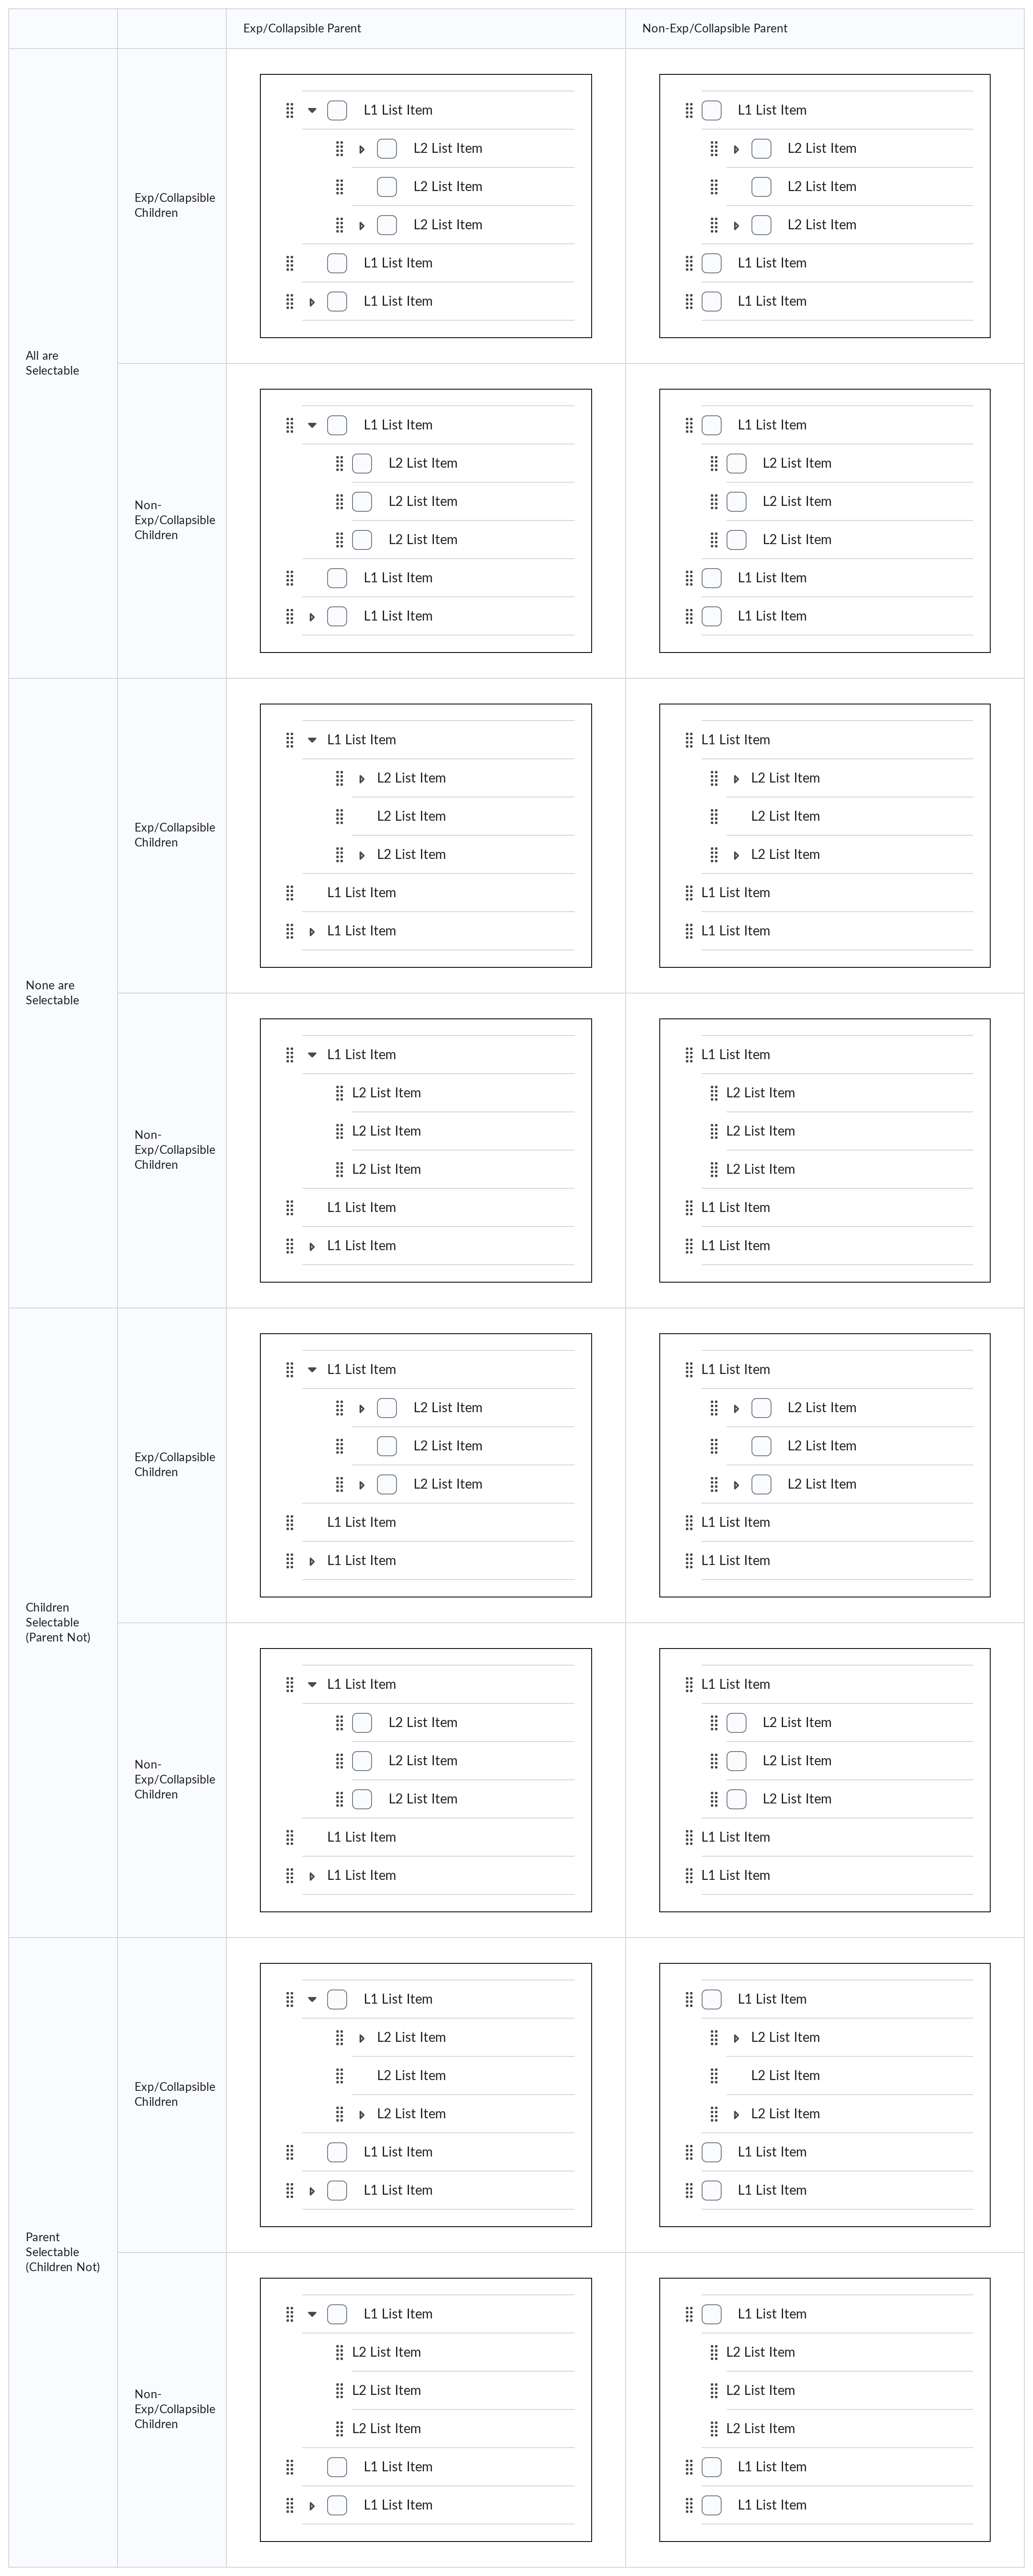 Exp/Collapsible Parent
Non-Exp/Collapsible Parent
All are
Selectable
Exp/Collapsible
Children
L1 List Item
L2 List Item
L2 List Item
L2 List Item
L1 List Item
L1 List Item
L1 List Item
L2 List Item
L2 List Item
L2 List Item
L1 List Item
L1 List Item
Non-
Exp/Collapsible
Children
L1 List Item
L2 List Item
L2 List Item
L2 List Item
L1 List Item
L1 List Item
L1 List Item
L2 List Item
L2 List Item
L2 List Item
L1 List Item
L1 List Item
None are
Selectable
Exp/Collapsible
Children
L1 List Item
L2 List Item
L2 List Item
L2 List Item
L1 List Item
L1 List Item
L1 List Item
L2 List Item
L2 List Item
L2 List Item
L1 List Item
L1 List Item
Non-
Exp/Collapsible
Children
L1 List Item
L2 List Item
L2 List Item
L2 List Item
L1 List Item
L1 List Item
L1 List Item
L2 List Item
L2 List Item
L2 List Item
L1 List Item
L1 List Item
Children
Selectable
(Parent Not)
Exp/Collapsible
Children
L1 List Item
L2 List Item
L2 List Item
L2 List Item
L1 List Item
L1 List Item
L1 List Item
L2 List Item
L2 List Item
L2 List Item
L1 List Item
L1 List Item
Non-
Exp/Collapsible
Children
L1 List Item
L2 List Item
L2 List Item
L2 List Item
L1 List Item
L1 List Item
L1 List Item
L2 List Item
L2 List Item
L2 List Item
L1 List Item
L1 List Item
Parent
Selectable
(Children Not)
Exp/Collapsible
Children
L1 List Item
L2 List Item
L2 List Item
L2 List Item
L1 List Item
L1 List Item
L1 List Item
L2 List Item
L2 List Item
L2 List Item
L1 List Item
L1 List Item
Non-
Exp/Collapsible
Children
L1 List Item
L2 List Item
L2 List Item
L2 List Item
L1 List Item
L1 List Item
L1 List Item
L2 List Item
L2 List Item
L2 List Item
L1 List Item
L1 List Item